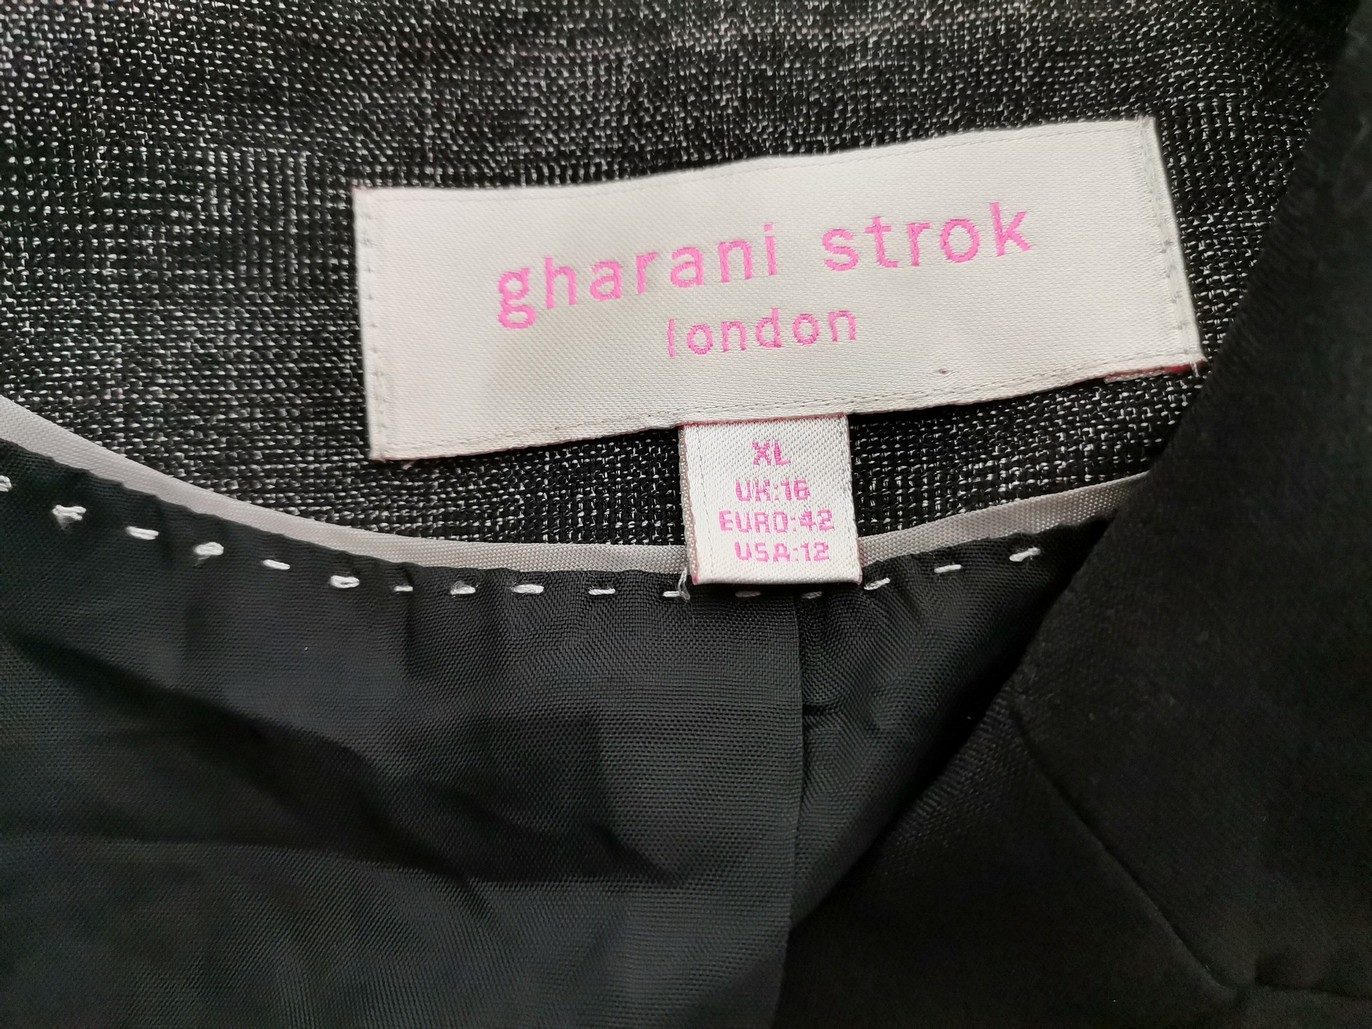 gharani strok
london
XL
UK:16
EURO:42
USA:12